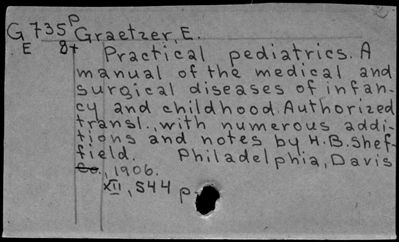 G 735 P Graetzer, E.
E 8+
Practical pediatrics. A
manual of the medical and
surgical diseases of infan-
cy and childhood. Authorized
transl., with numerous addi-
tions and notes by H.B. Shef-
field. Philadelphia, Davis
Co., 1906.
XII, 544 p.